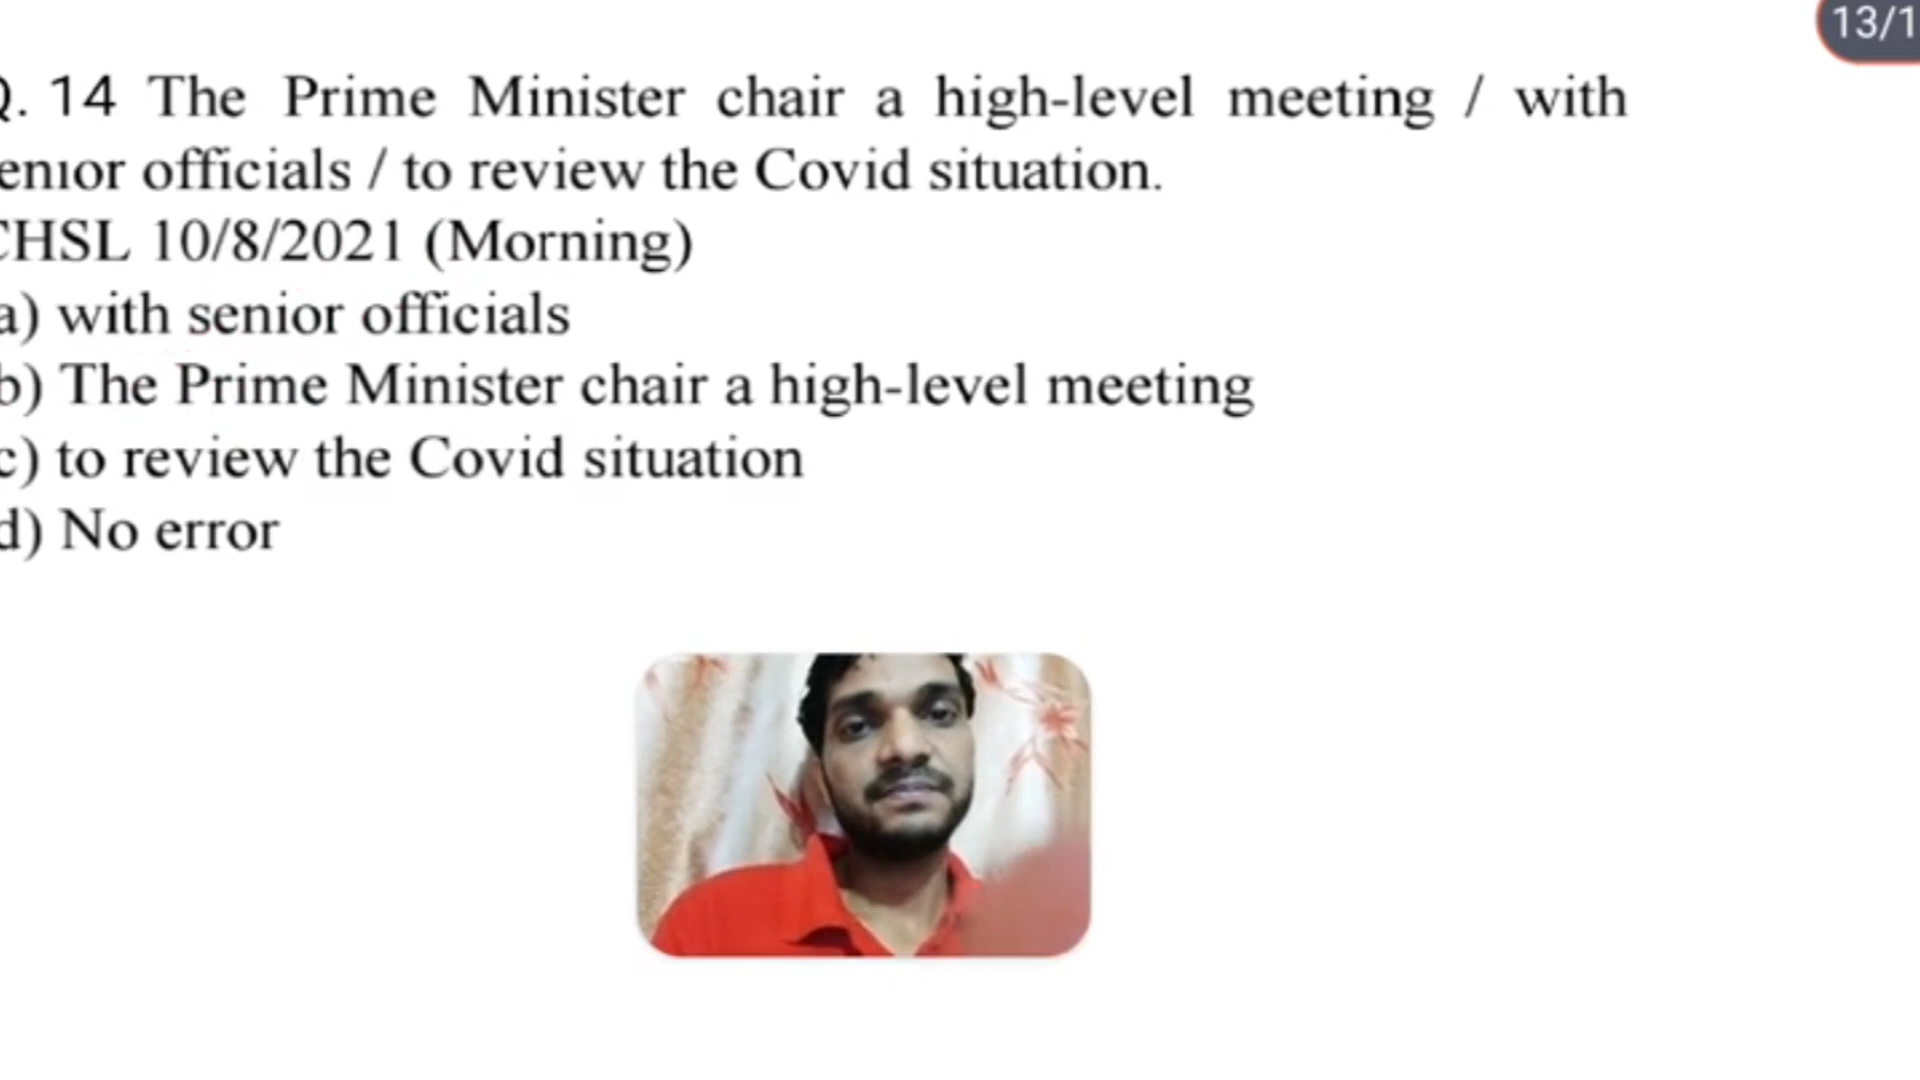 13/1
Q. 14 The Prime Minister chair a high-level meeting / with
enior officials / to review the Covid situation.
CHSL 10/8/2021 (Morning)
a) with senior officials
b) The Prime Minister chair a high-level meeting
c) to review the Covid situation
d) No error